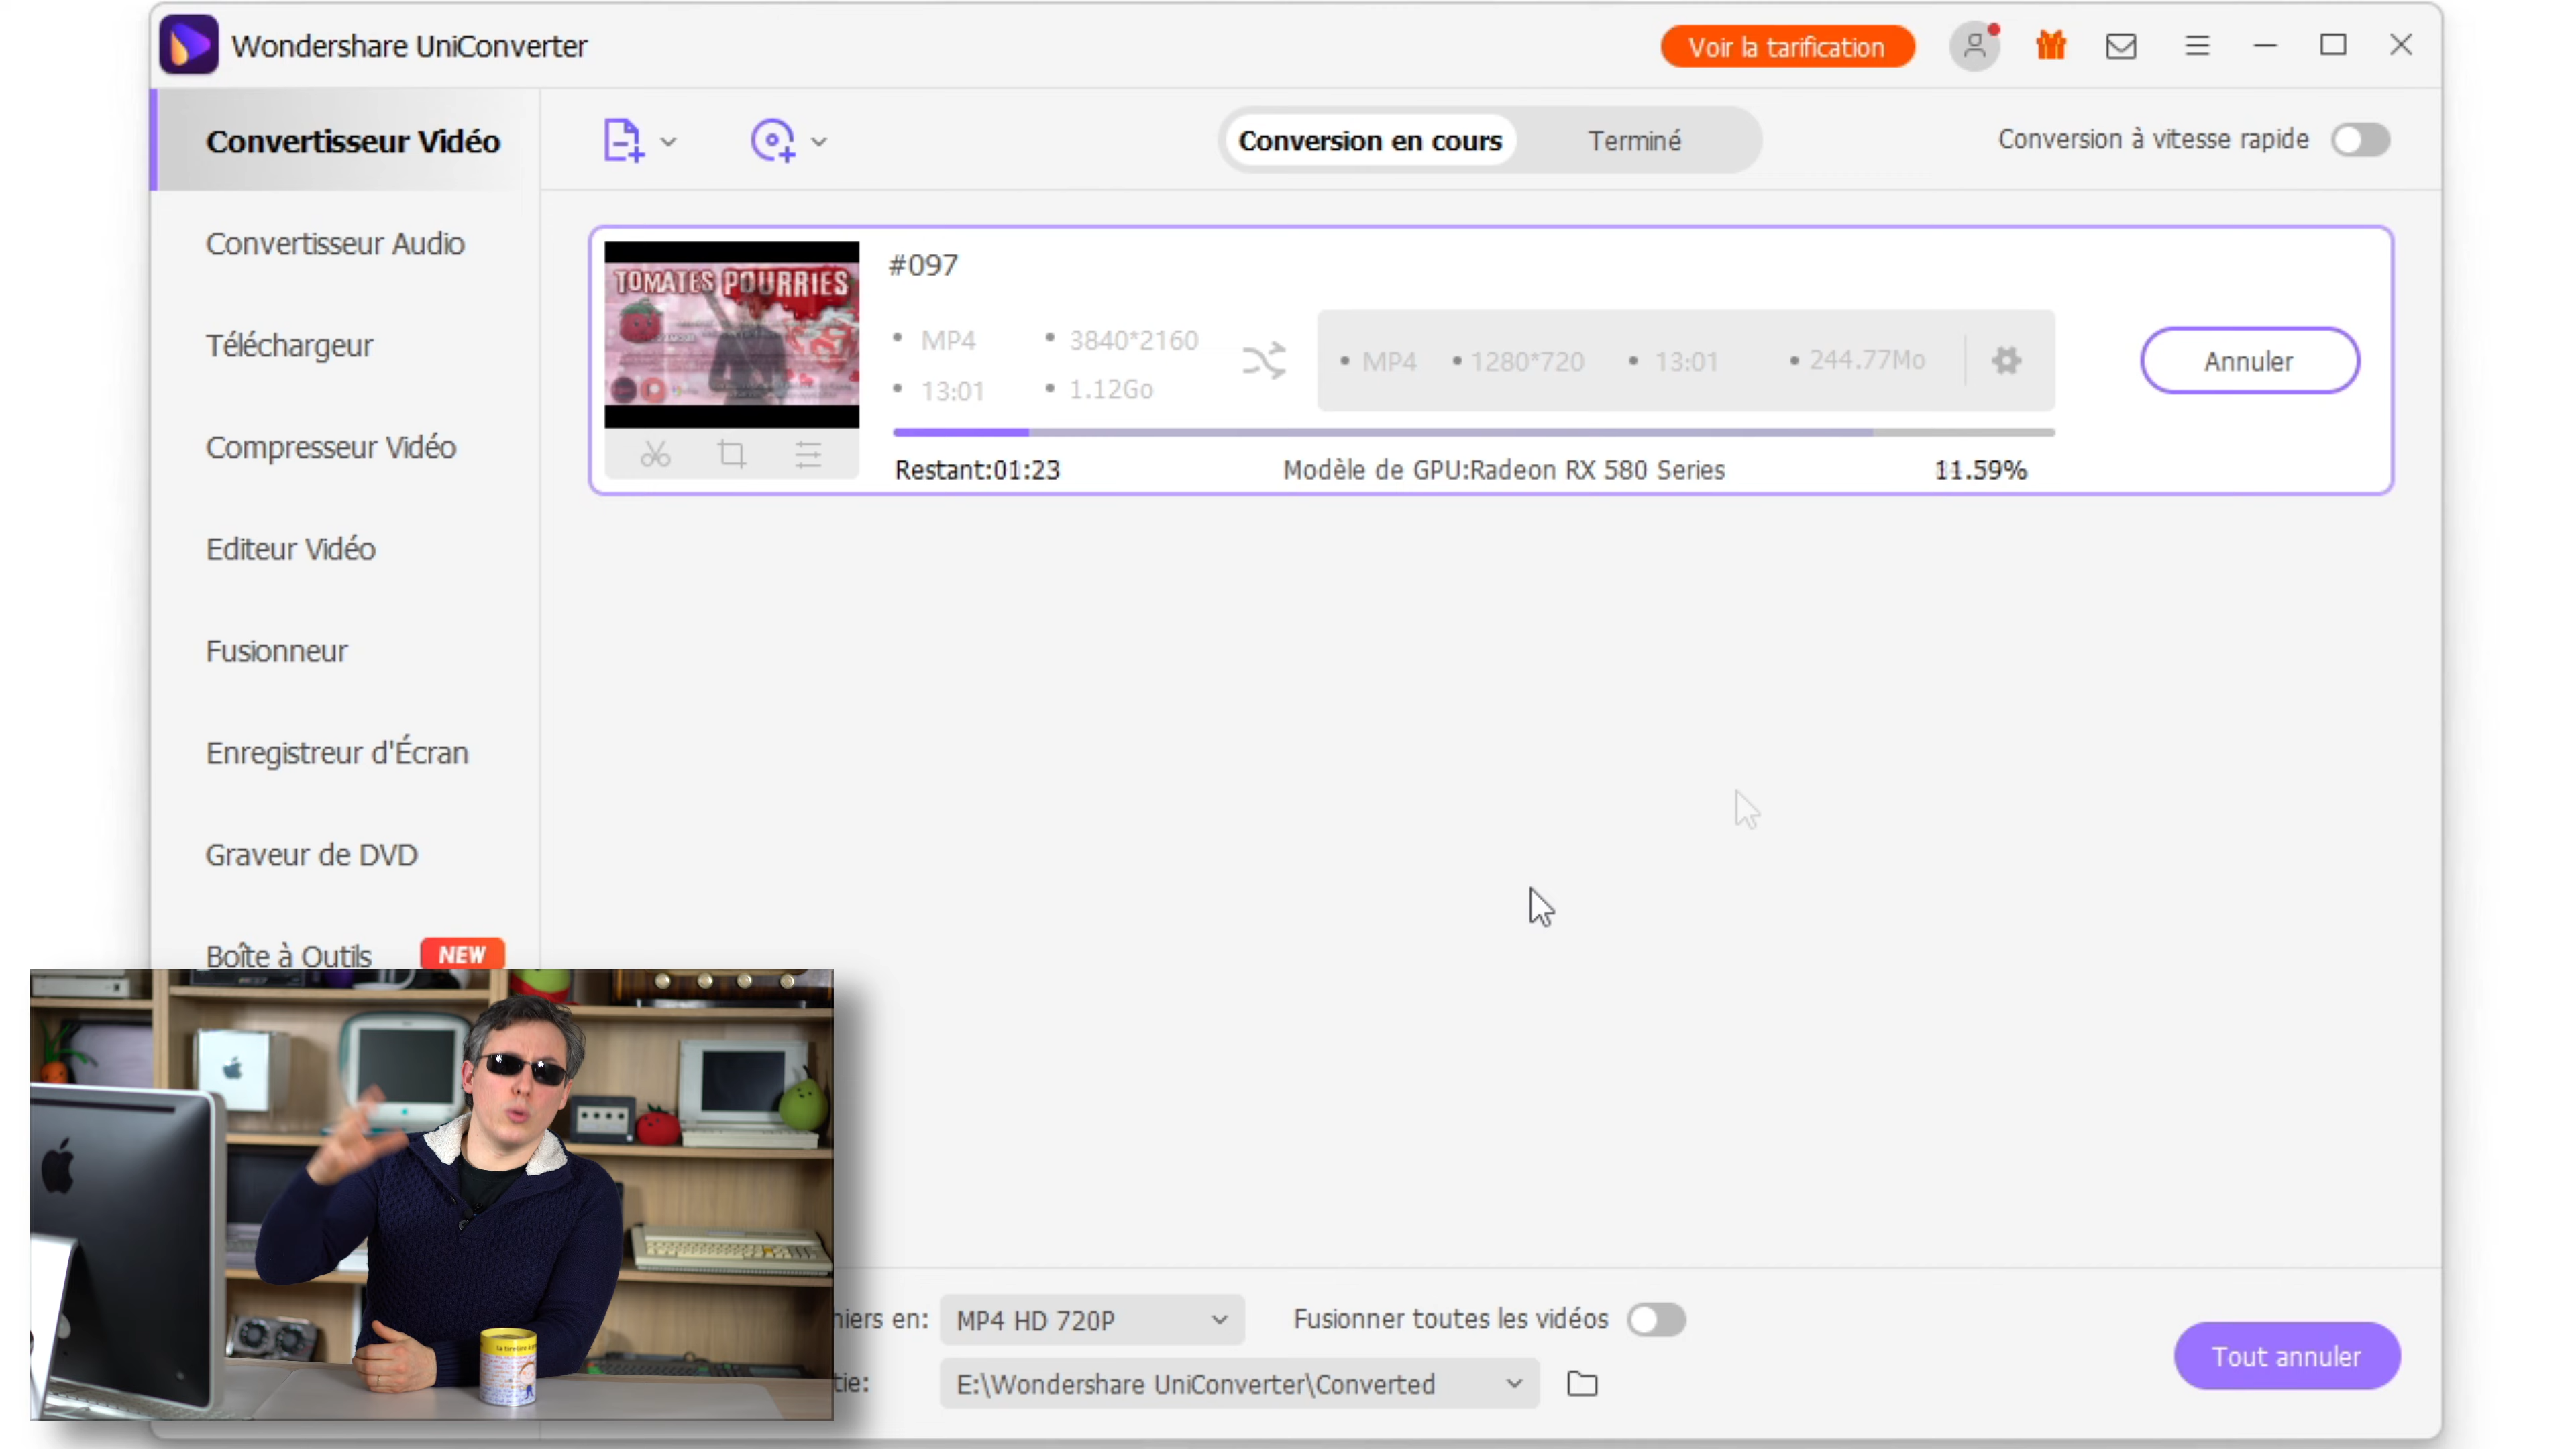 Wondershare UniConverter
Voir la tarification
Convertisseur Vidéo
Conversion en cours
Terminé
Conversion à vitesse rapide
Convertisseur Audio
Téléchargeur
Compresseur Vidéo
Editeur Vidéo
Fusionneur
Enregistreur d'Écran
Graveur de DVD
Boîte à Outils
NEW
TOMATES POURRIES
#097
MP4
3840*2160
13:01
1.12Go
MP4
1280*720
13:01
244.77Mo
Annuler
Restant:01:23
Modèle de GPU:Radeon RX 580 Series
11.59%
iers en:
MP4 HD 720P
Fusionner toutes les vidéos
tie:
E:\Wondershare UniConverter\Converted
Tout annuler